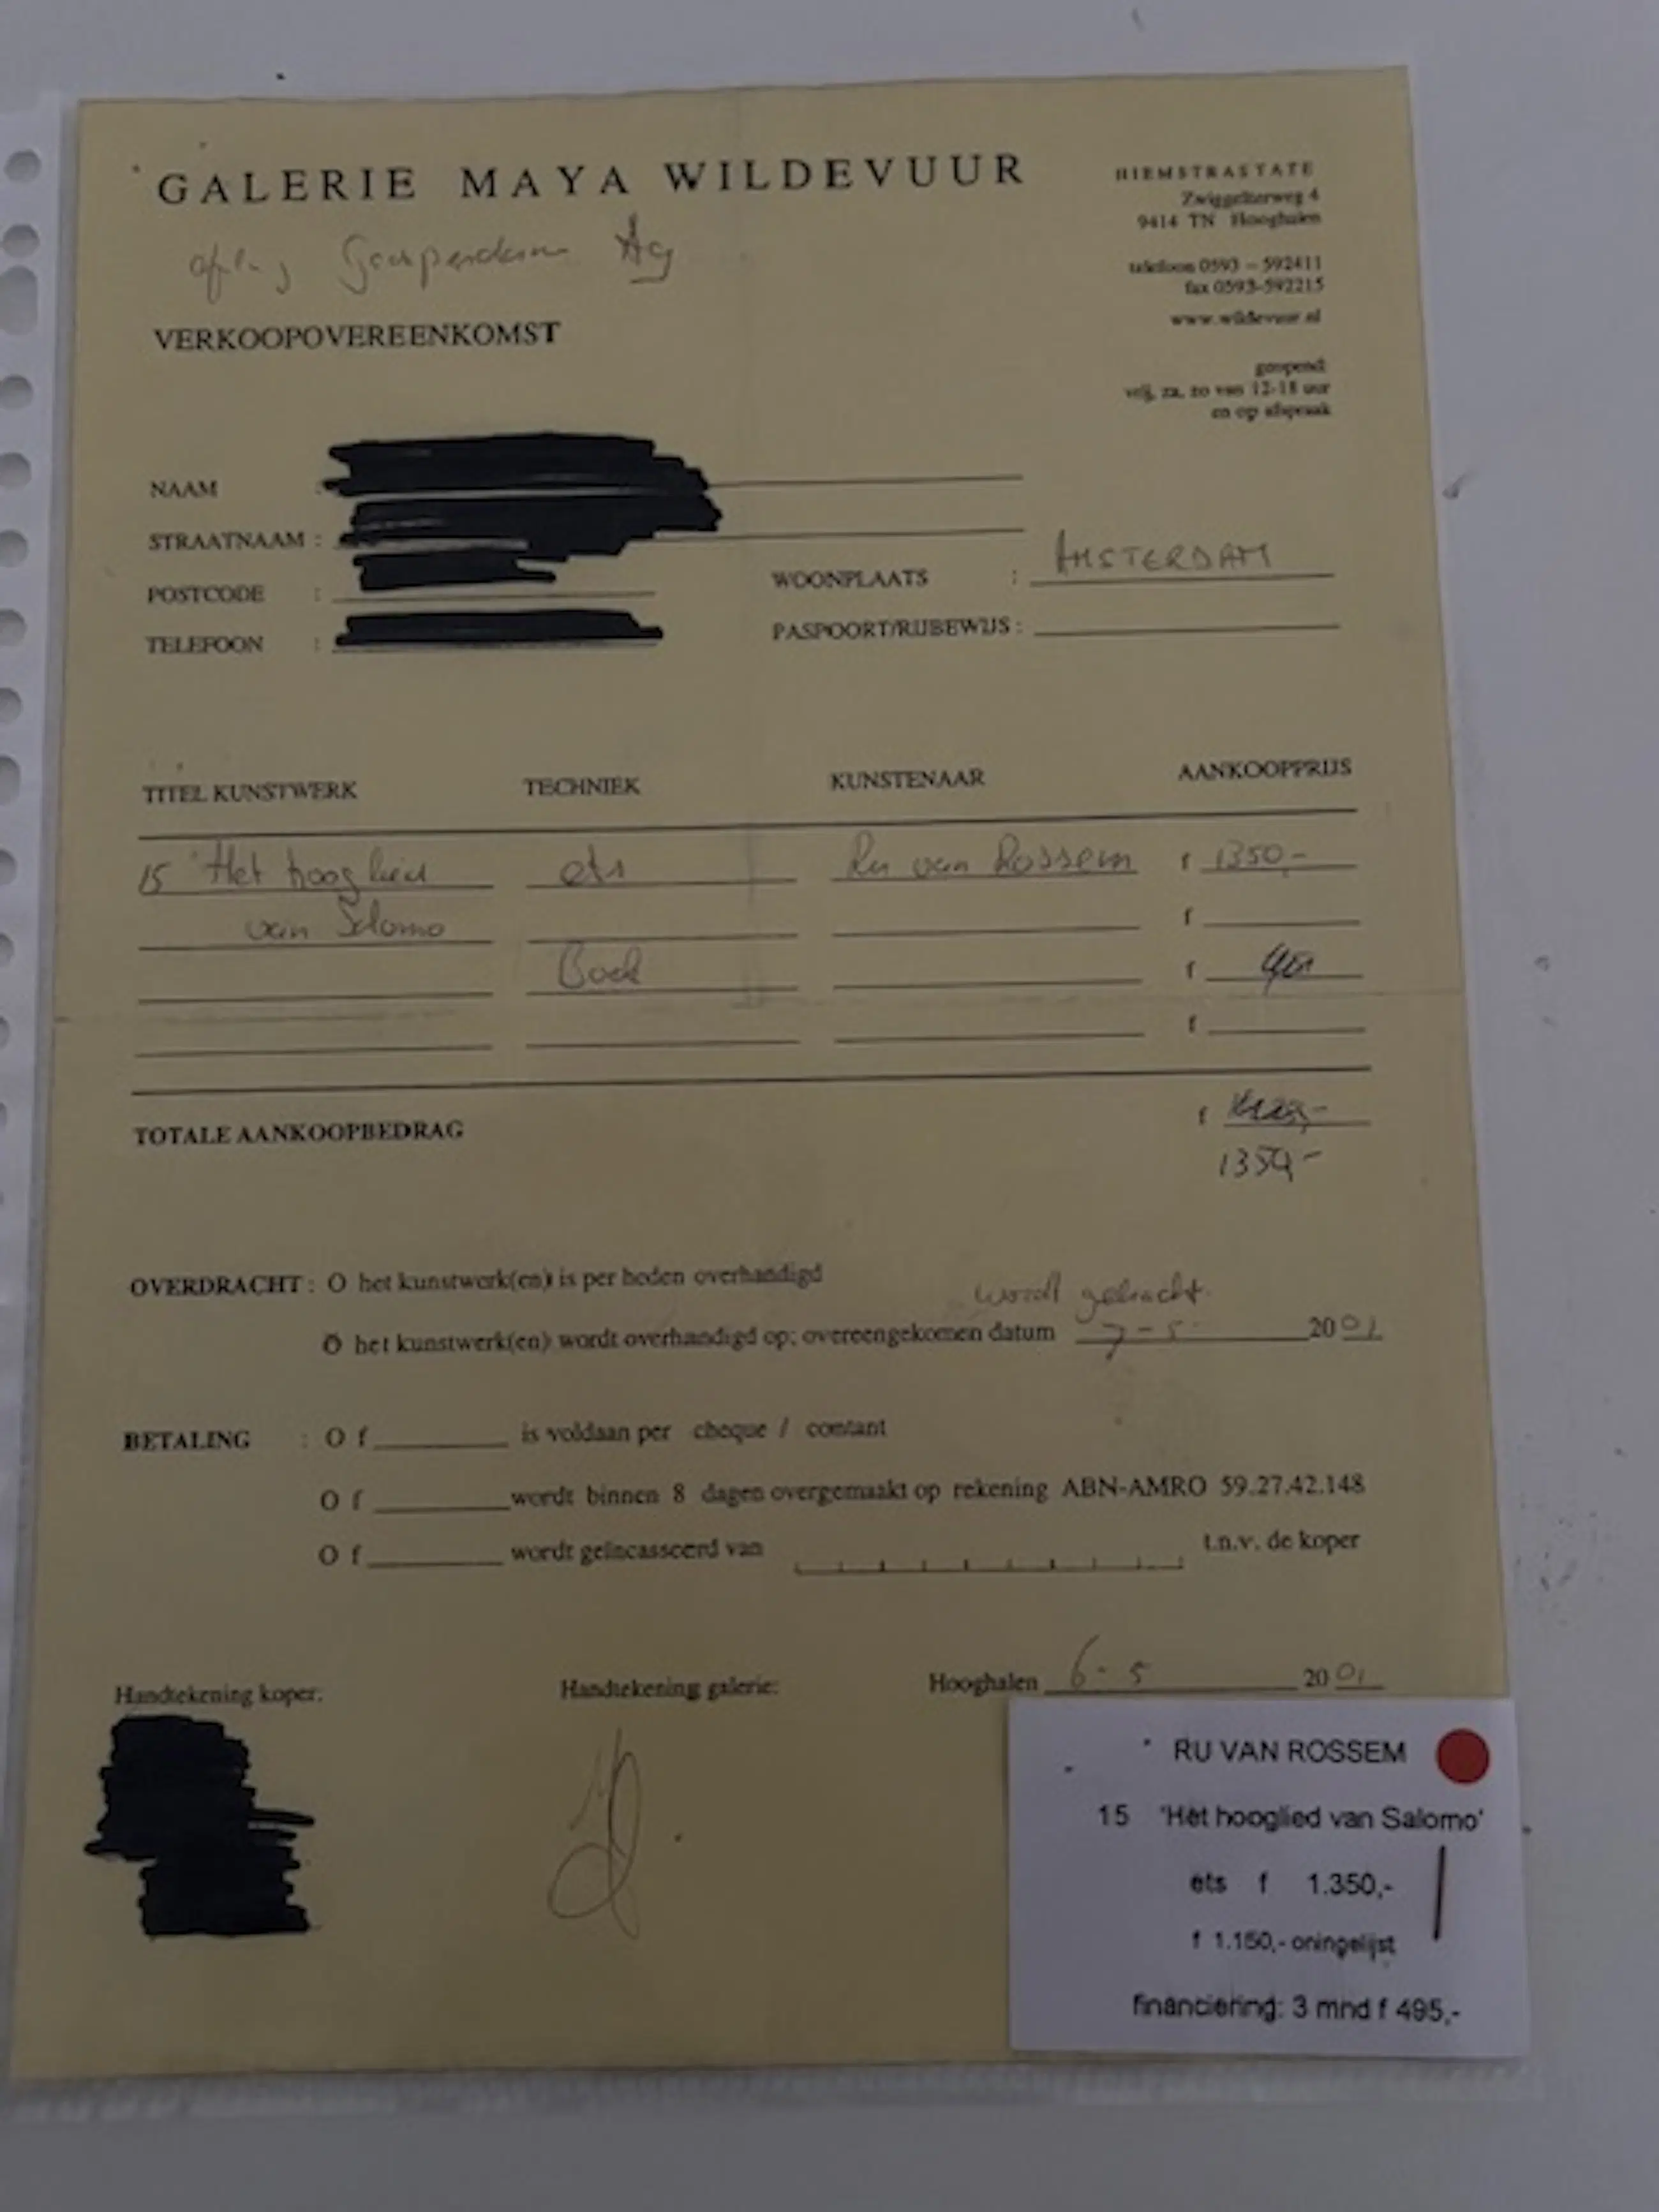 GALERIE MAYA WILDEVUUR
HIEMSTRASTATE
Zwiggelterweg 4
9414 TN Hooghalen
telefoon 0593 - 592411
fax 0593-592215
www.wildevuur.nl
geopend:
vrij, za, zo van 12-18 uur
en op afspraak
VERKOOPOVEREENKOMST
NAAM
STRAATNAAM :
POSTCODE :
WOONPLAATS : AMSTERDAM
TELEFOON :
PASPOORT/RIJBEWIJS :
TITEL KUNSTWERK TECHNIEK KUNSTENAAR AANKOOPPRIJS
15 'Het hooglied ets Ru van Rossem f 1350,-
van Salomo f
Boek f
f
TOTALE AANKOOPBEDRAG f
1350,-
OVERDRACHT : O het kunstwerk(en) is per heden overhandigd
wordt gebracht.
O het kunstwerk(en) wordt overhandigd op; overeengekomen datum 7-5 2001
BETALING : O f is voldaan per cheque / contant
O f wordt binnen 8 dagen overgemaakt op rekening ABN-AMRO 59.27.42.148
O f wordt geïncasseerd van t.n.v. de koper
Handtekening koper: Handtekening galerie: Hooghalen 6-5 2001
RU VAN ROSSEM
15 'Het hooglied van Salomo'
ets f 1.350,-
f 1.150,- oningelijst
financiering: 3 mnd f 495,-